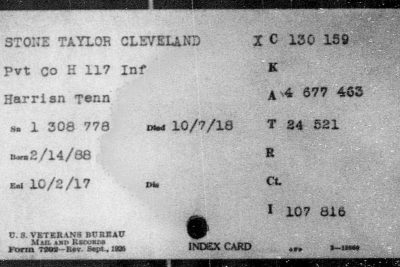 STONE TAYLOR CLEVELAND X C 130 159
Pvt Co H 117 Inf K
Harrisn Tenn A 4 677 463
Sn 1 308 778 Died 10/7/18 T 24 521
Born 2/14/88 R
Enl 10/2/17 Dis Ct.
I 107 816
U. S. VETERANS BUREAU
MAIL AND RECORDS
Form 7202—Rev. Sept., 1926 INDEX CARD GPO